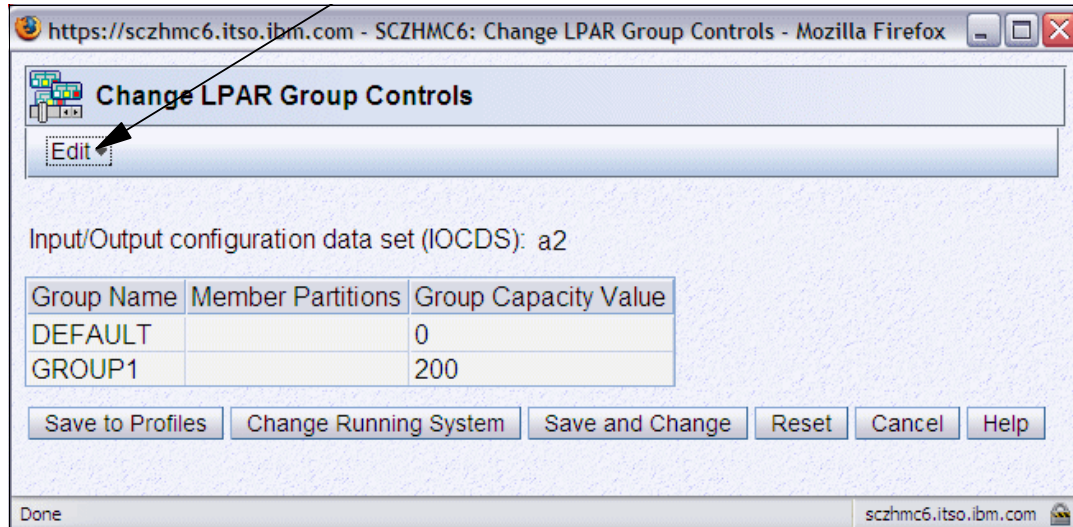 https://sczhmc6.itso.ibm.com - SCZHMC6: Change LPAR Group Controls - Mozilla Firefox
Change LPAR Group Controls
Edit
Input/Output configuration data set (IOCDS): a2
Group Name Member Partitions Group Capacity Value
DEFAULT 0
GROUP1 200
Save to Profiles Change Running System Save and Change Reset Cancel Help
Done sczhmc6.itso.ibm.com